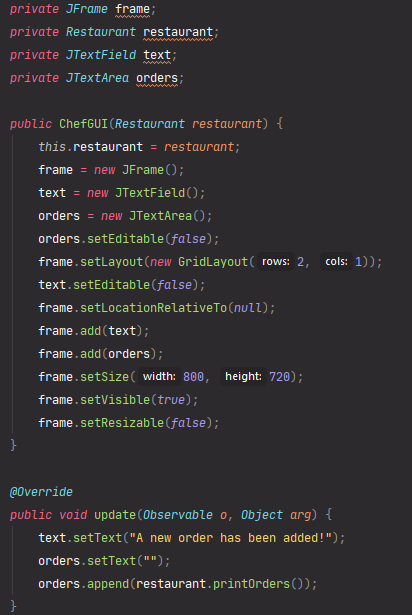 private JFrame frame;
private Restaurant restaurant;
private JTextField text;
private JTextArea orders;
public ChefGUI(Restaurant restaurant) {
this.restaurant = restaurant;
frame = new JFrame();
text = new JTextField();
orders = new JTextArea();
orders.setEditable(false);
frame.setLayout(new GridLayout( rows: 2, cols: 1));
text.setEditable(false);
frame.setLocationRelativeTo(null);
frame.add(text);
frame.add(orders);
frame.setSize( width: 800, height: 720);
frame.setVisible(true);
frame.setResizable(false);
}
@Override
public void update(Observable o, Object arg) {
text.setText("A new order has been added!");
orders.setText("");
orders.append(restaurant.printOrders());
}